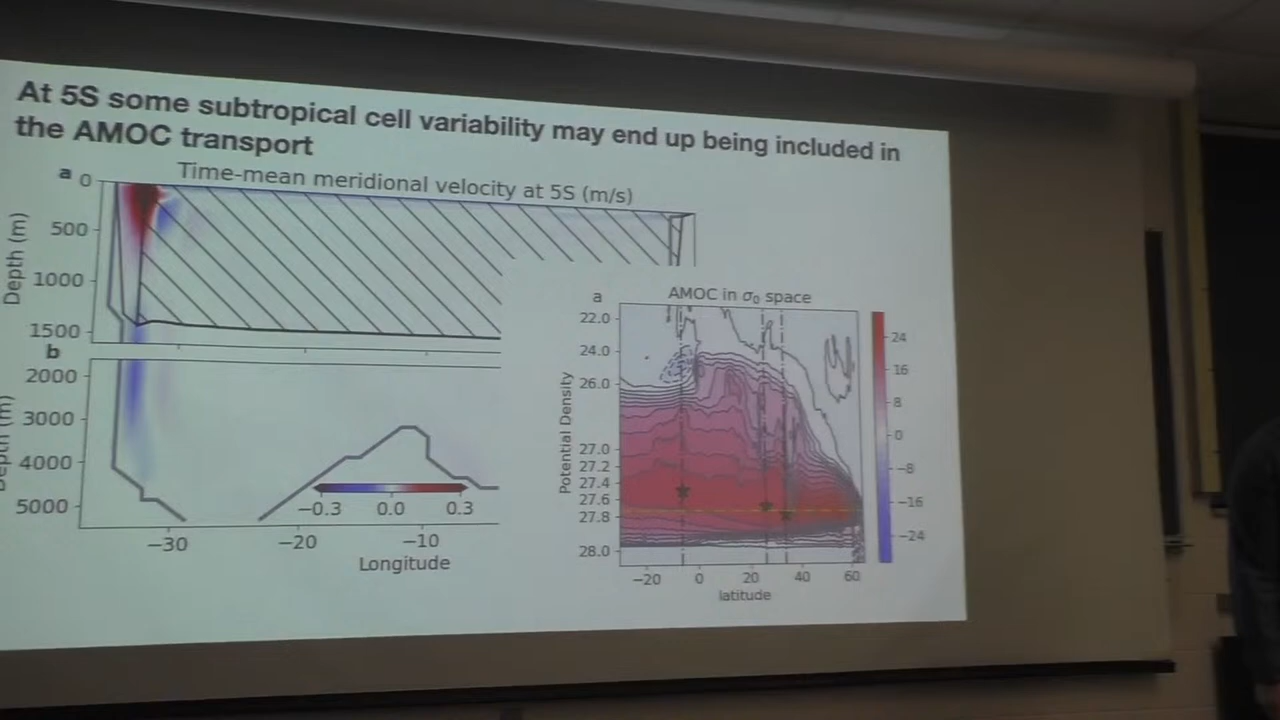 At 5S some subtropical cell variability may end up being included in
the AMOC transport
a
Time-mean meridional velocity at 5S (m/s)
0
500
1000
1500
Depth (m)
b
2000
3000
4000
5000
Depth (m)
−0.3 0.0 0.3
−30 −20 −10
Longitude
a
AMOC in σ0 space
22.0
24.0
26.0
27.0
27.2
27.4
27.6
27.8
28.0
Potential Density
−20 0 20 40 60
latitude
24
16
8
0
−8
−16
−24